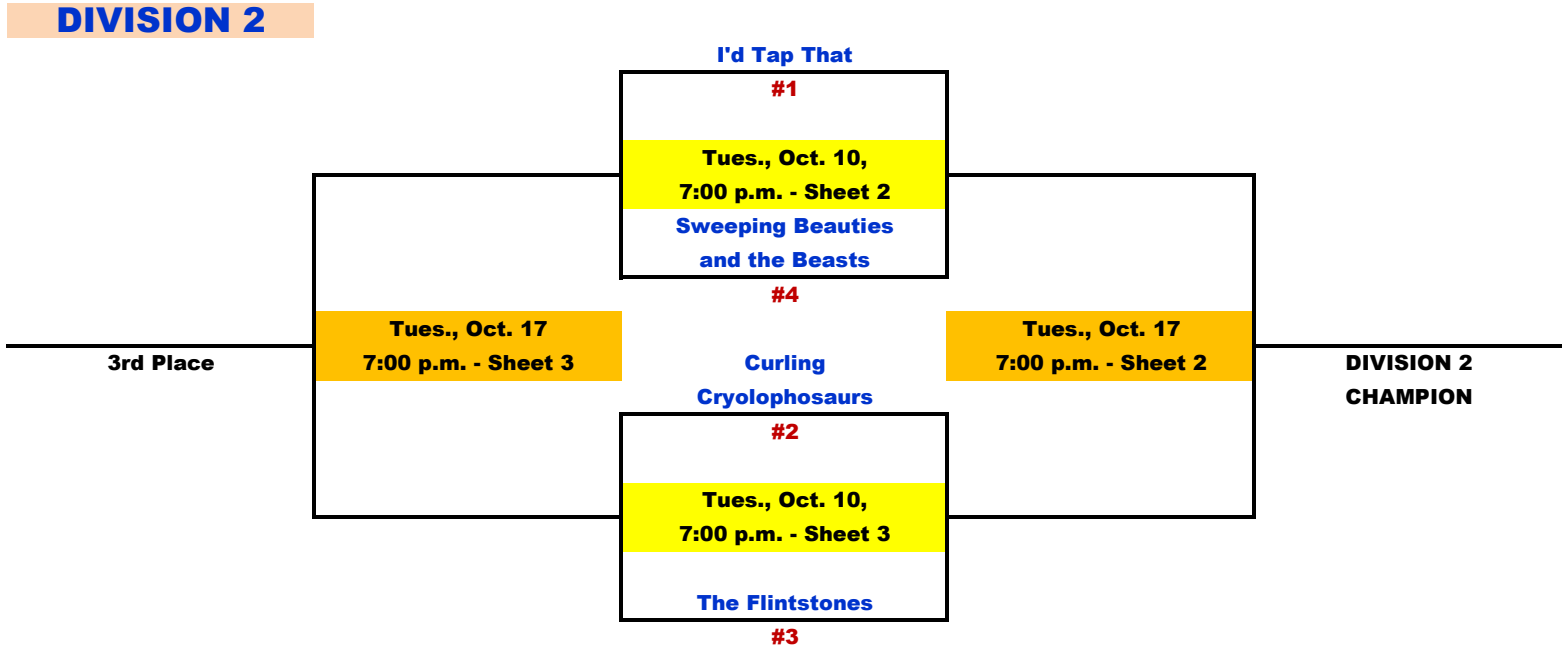 DIVISION 2
I'd Tap That
#1
Tues., Oct. 10,
7:00 p.m. - Sheet 2
Sweeping Beauties
and the Beasts
#4
Tues., Oct. 17
7:00 p.m. - Sheet 3
3rd Place
Tues., Oct. 17
7:00 p.m. - Sheet 2
DIVISION 2
CHAMPION
Curling
Cryolophosaurs
#2
Tues., Oct. 10,
7:00 p.m. - Sheet 3
The Flintstones
#3